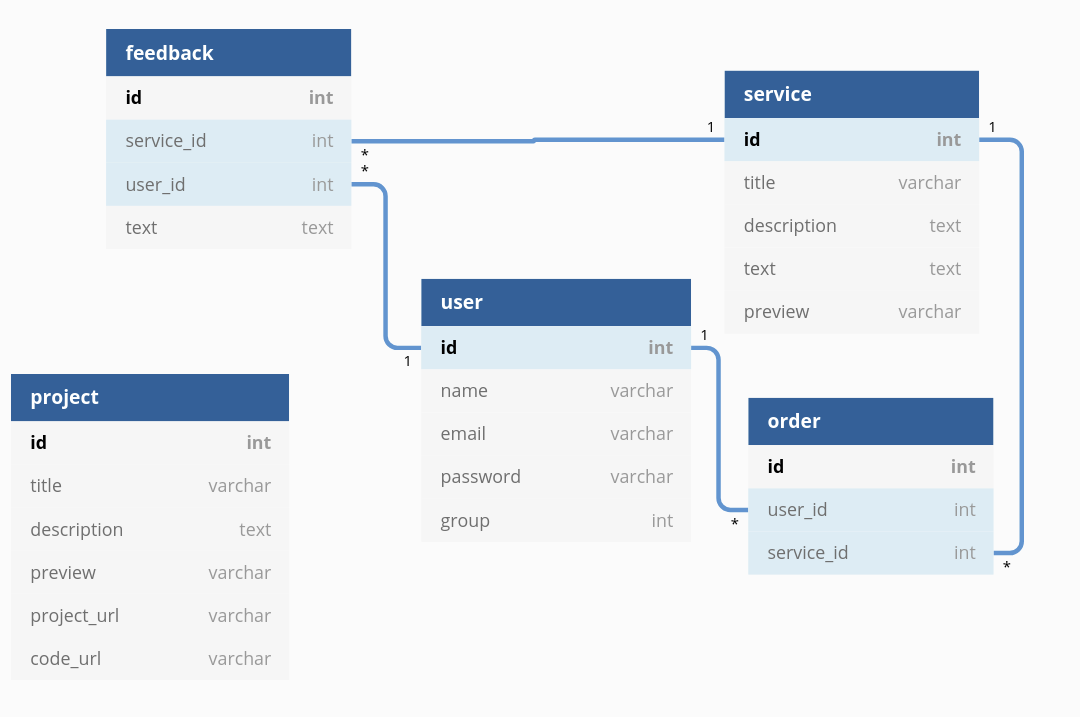 feedback
id int
service_id int
user_id int
text text
*
*
1
service
1
1
id int
title varchar
description text
text text
preview varchar
user
1
id int
name varchar
email varchar
password varchar
group int
project
id int
title varchar
description text
preview varchar
project_url varchar
code_url varchar
order
id int
user_id int
service_id int
*
*